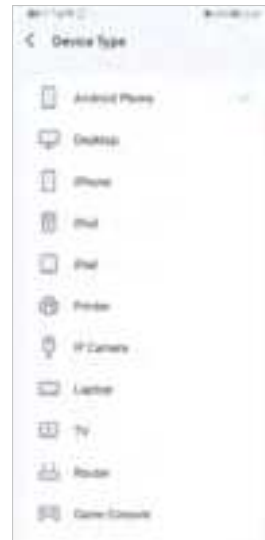 Device Type
Android Phone
Desktop
iPhone
iPod
iPad
Printer
IP Camera
Laptop
TV
Router
Game Console